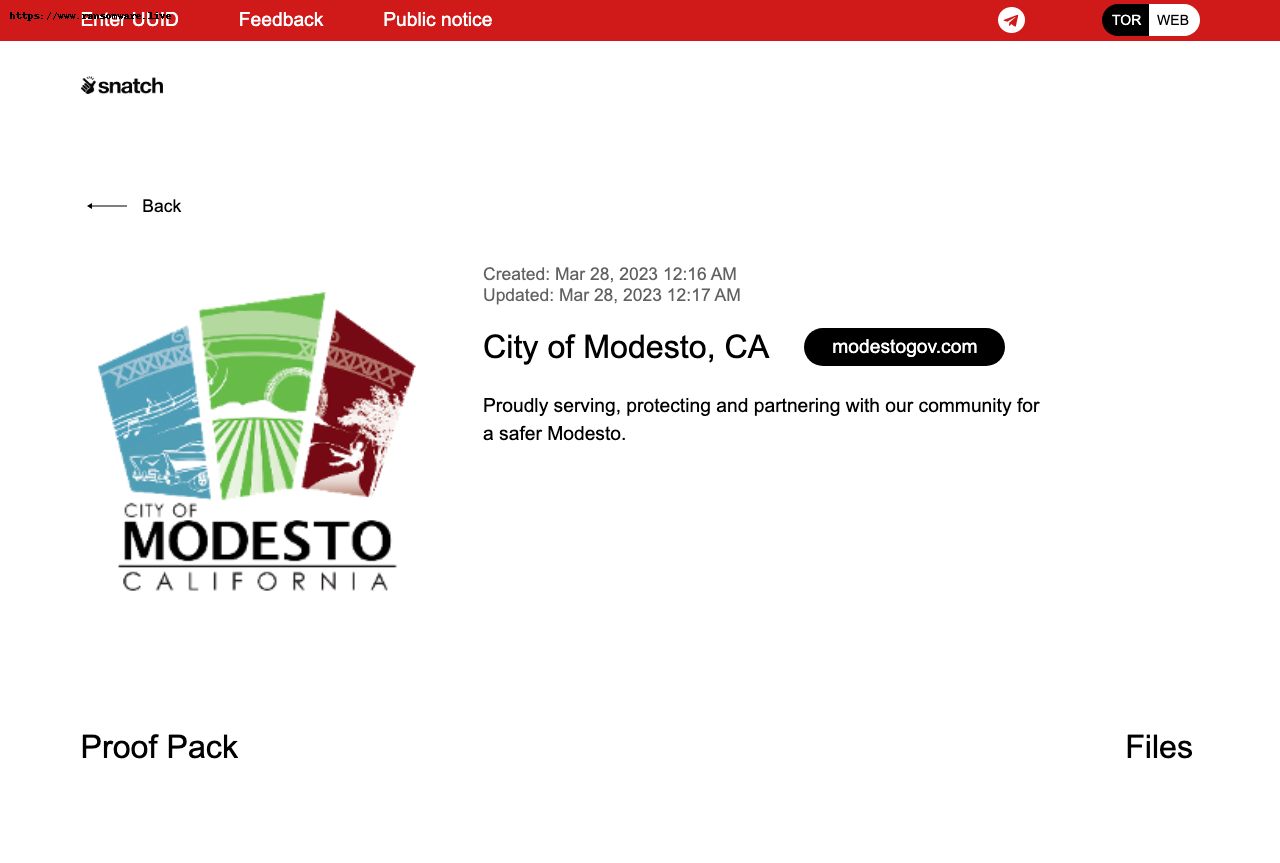 https://www.ransomware.live
Enter UUID
Feedback
Public notice
TOR
WEB
snatch
Back
Created: Mar 28, 2023 12:16 AM
Updated: Mar 28, 2023 12:17 AM
City of Modesto, CA
modestogov.com
Proudly serving, protecting and partnering with our community for
a safer Modesto.
CITY OF
MODESTO
CALIFORNIA
Proof Pack
Files